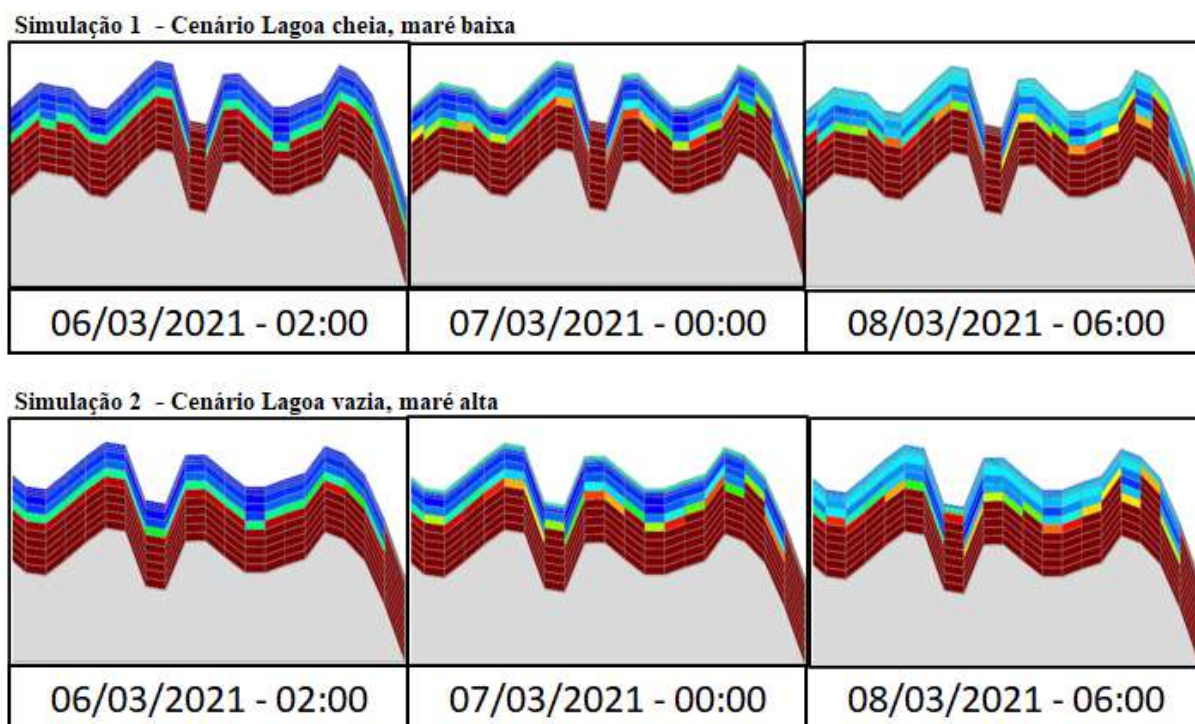 Simulação 1 - Cenário Lagoa cheia, maré baixa
06/03/2021 - 02:00
07/03/2021 - 00:00
08/03/2021 - 06:00
Simulação 2 - Cenário Lagoa vazia, maré alta
06/03/2021 - 02:00
07/03/2021 - 00:00
08/03/2021 - 06:00